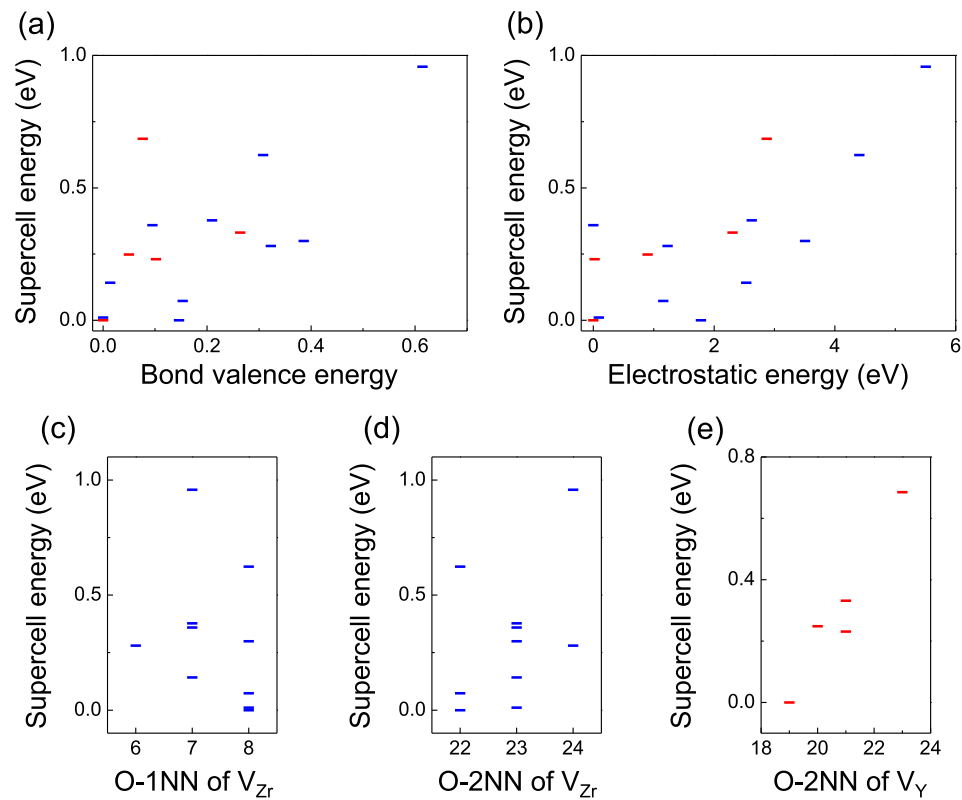 (a)
Supercell energy (eV)
1.0
0.5
0.0
0.0 0.2 0.4 0.6
Bond valence energy
(b)
Supercell energy (eV)
1.0
0.5
0.0
0 2 4 6
Electrostatic energy (eV)
(c)
Supercell energy (eV)
1.0
0.5
0.0
6 7 8
O-1NN of V_Zr
(d)
Supercell energy (eV)
1.0
0.5
0.0
22 23 24
O-2NN of V_Zr
(e)
Supercell energy (eV)
0.8
0.4
0.0
18 20 22 24
O-2NN of V_Y